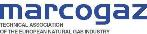 marcogaz
TECHNICAL ASSOCIATION
OF THE EUROPEAN NATURAL GAS INDUSTRY